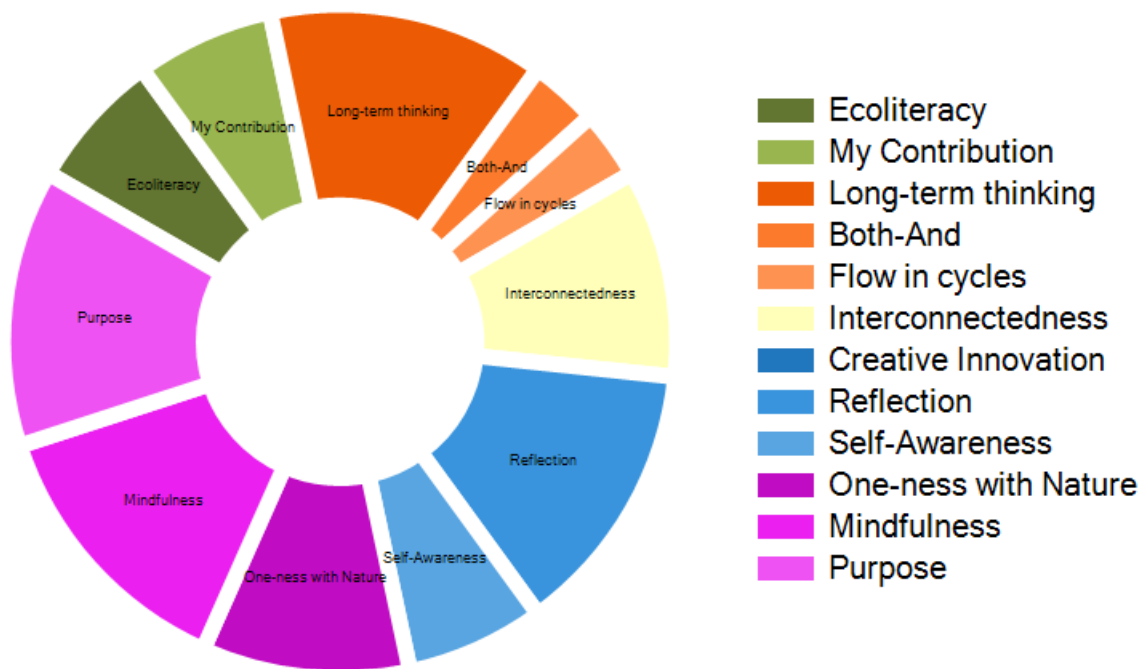 Long-term thinking
My Contribution
Both-And
Ecoliteracy
Flow in cycles
Interconnectedness
Purpose
Reflection
Mindfulness
Self-Awareness
One-ness with Nature
Ecoliteracy
My Contribution
Long-term thinking
Both-And
Flow in cycles
Interconnectedness
Creative Innovation
Reflection
Self-Awareness
One-ness with Nature
Mindfulness
Purpose